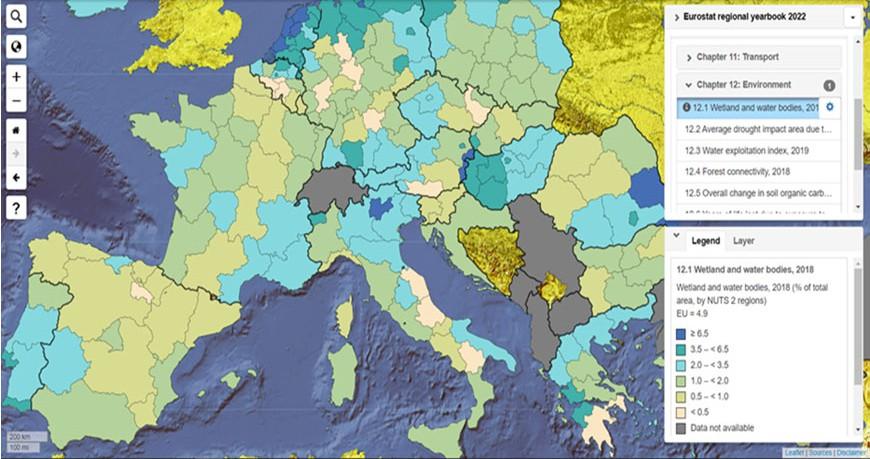 Eurostat regional yearbook 2022
Chapter 11: Transport
Chapter 12: Environment
1
12.1 Wetland and water bodies, 201
12.2 Average drought impact area due t...
12.3 Water exploitation index, 2019
12.4 Forest connectivity, 2018
12.5 Overall change in soil organic carb...
+
−
?
Legend Layer
12.1 Wetland and water bodies, 2018
Wetland and water bodies, 2018 (% of total
area, by NUTS 2 regions)
EU = 4.9
≥ 6.5
3.5 – < 6.5
2.0 – < 3.5
1.0 – < 2.0
0.5 – < 1.0
< 0.5
Data not available
200 km
100 mi
Leaflet | Sources | Disclaimer